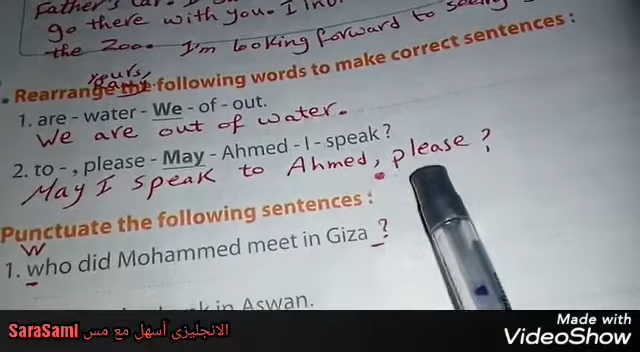 Father's car.
go there with you. I
the Zoo. I'm looking forward to seeing
yours,
Rearrange the following words to make correct sentences :
1. are - water - We - of - out.
We are out of water.
2. to - , please - May - Ahmed - I - speak ?
May I speak to Ahmed, please ?
Punctuate the following sentences :
W
1. who did Mohammed meet in Giza ?
in Aswan.
SaraSamI الانجليزى أسهل مع مس
Made with
VideoShow